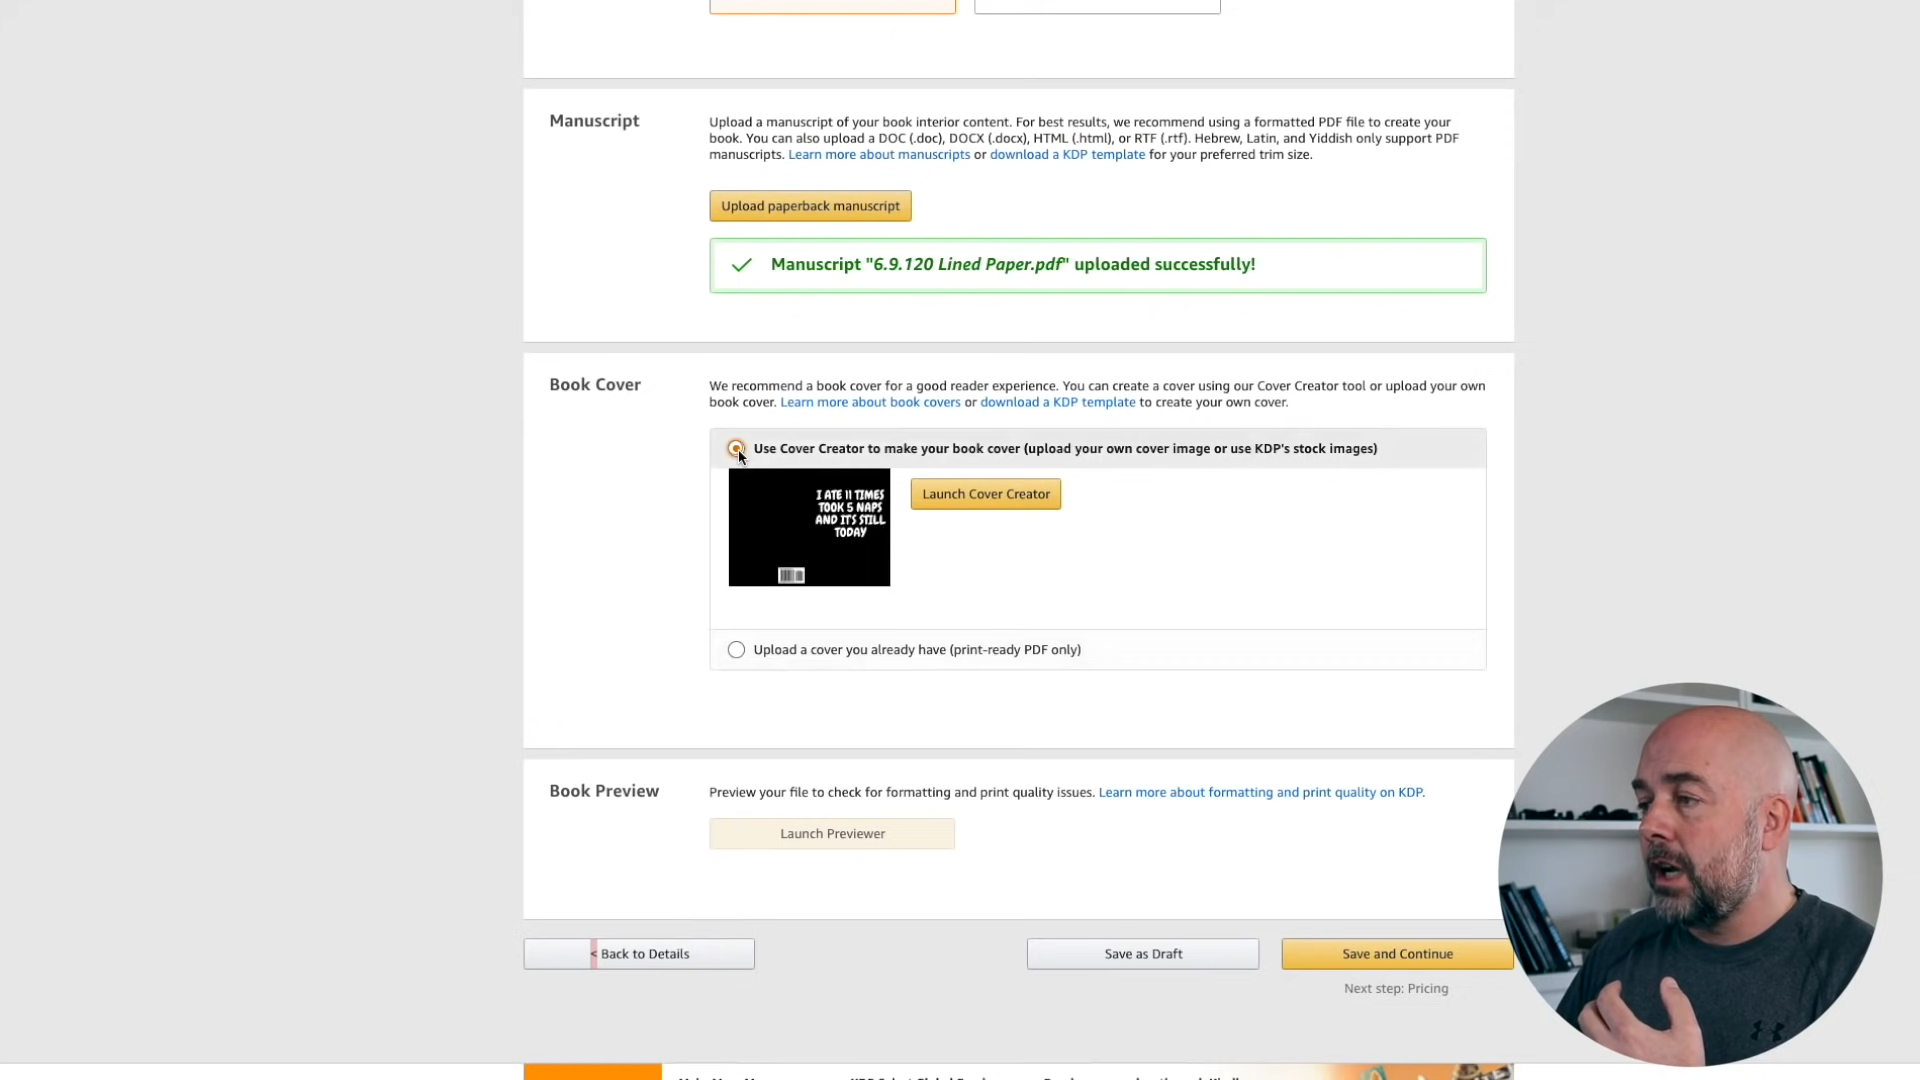 Manuscript
Upload a manuscript of your book interior content. For best results, we recommend using a formatted PDF file to create your
book. You can also upload a DOC (.doc), DOCX (.docx), HTML (.html), or RTF (.rtf). Hebrew, Latin, and Yiddish only support PDF
manuscripts. Learn more about manuscripts or download a KDP template for your preferred trim size.
Upload paperback manuscript
Manuscript "6.9.120 Lined Paper.pdf" uploaded successfully!
Book Cover
We recommend a book cover for a good reader experience. You can create a cover using our Cover Creator tool or upload your own
book cover. Learn more about book covers or download a KDP template to create your own cover.
Use Cover Creator to make your book cover (upload your own cover image or use KDP's stock images)
I ATE 11 TIMES
TOOK 5 NAPS
AND IT'S STILL
TODAY
Launch Cover Creator
Upload a cover you already have (print-ready PDF only)
Book Preview
Preview your file to check for formatting and print quality issues. Learn more about formatting and print quality on KDP.
Launch Previewer
< Back to Details
Save as Draft
Save and Continue
Next step: Pricing